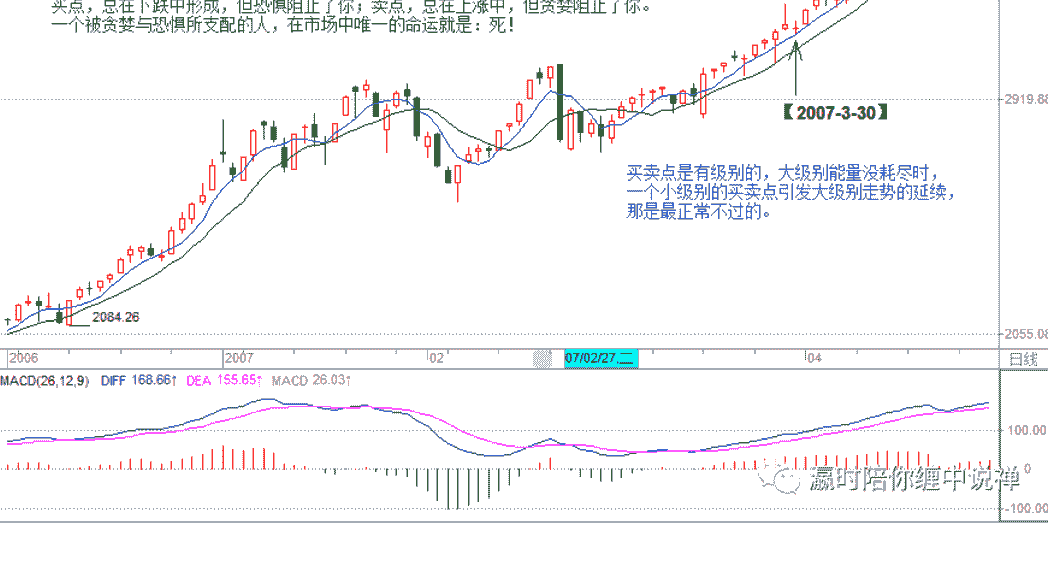 买点，总在下跌中形成，但恐惧阻止了你；卖点，总在上涨中，但贪婪阻止了你。
一个被贪婪与恐惧所支配的人，在市场中唯一的命运就是：死！
2919.88
【2007-3-30】
买卖点是有级别的，大级别能量没耗尽时，
一个小级别的买卖点引发大级别走势的延续，
那是最正常不过的。
2084.26
2055.08
2006 2007 02 07/02/27,二 04 日线
MACD(26,12,9) DIFF 168.66↑ DEA 155.65↑ MACD 26.03↑
100.00
0
瀛时陪你缠中说禅
-100.00